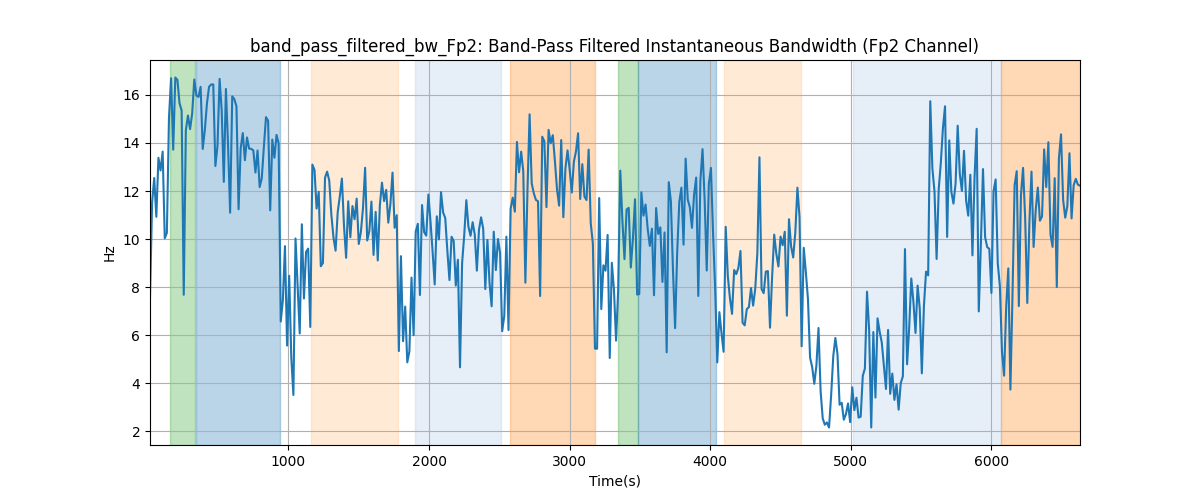 band_pass_filtered_bw_Fp2: Band-Pass Filtered Instantaneous Bandwidth (Fp2 Channel)
16
14
12
10
8
6
4
2
Hz
1000 2000 3000 4000 5000 6000
Time(s)